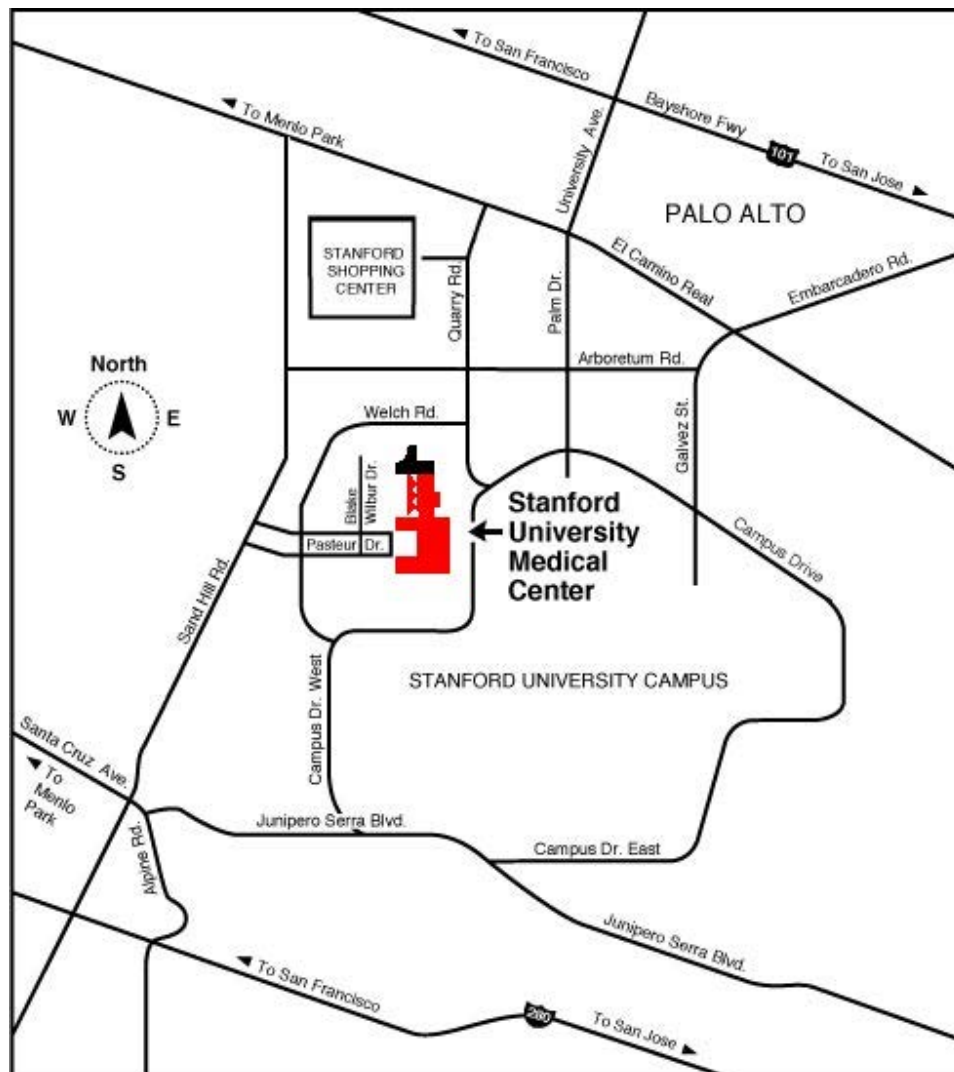 To San Francisco
To Menlo Park
University Ave.
Bayshore Fwy
101
To San Jose
PALO ALTO
STANFORD
SHOPPING
CENTER
Quarry Rd.
Palm Dr.
El Camino Real
Embarcadero Rd.
Arboretum Rd.
North
W
E
S
Welch Rd.
Galvez St.
Blake
Wilbur Dr.
Pasteur Dr.
Stanford
University
Medical
Center
Campus Drive
Sand Hill Rd.
STANFORD UNIVERSITY CAMPUS
Campus Dr. West
Santa Cruz Ave.
To
Menlo
Park
Alpine Rd.
Junipero Serra Blvd.
Campus Dr. East
Junipero Serra Blvd.
To San Francisco
280
To San Jose